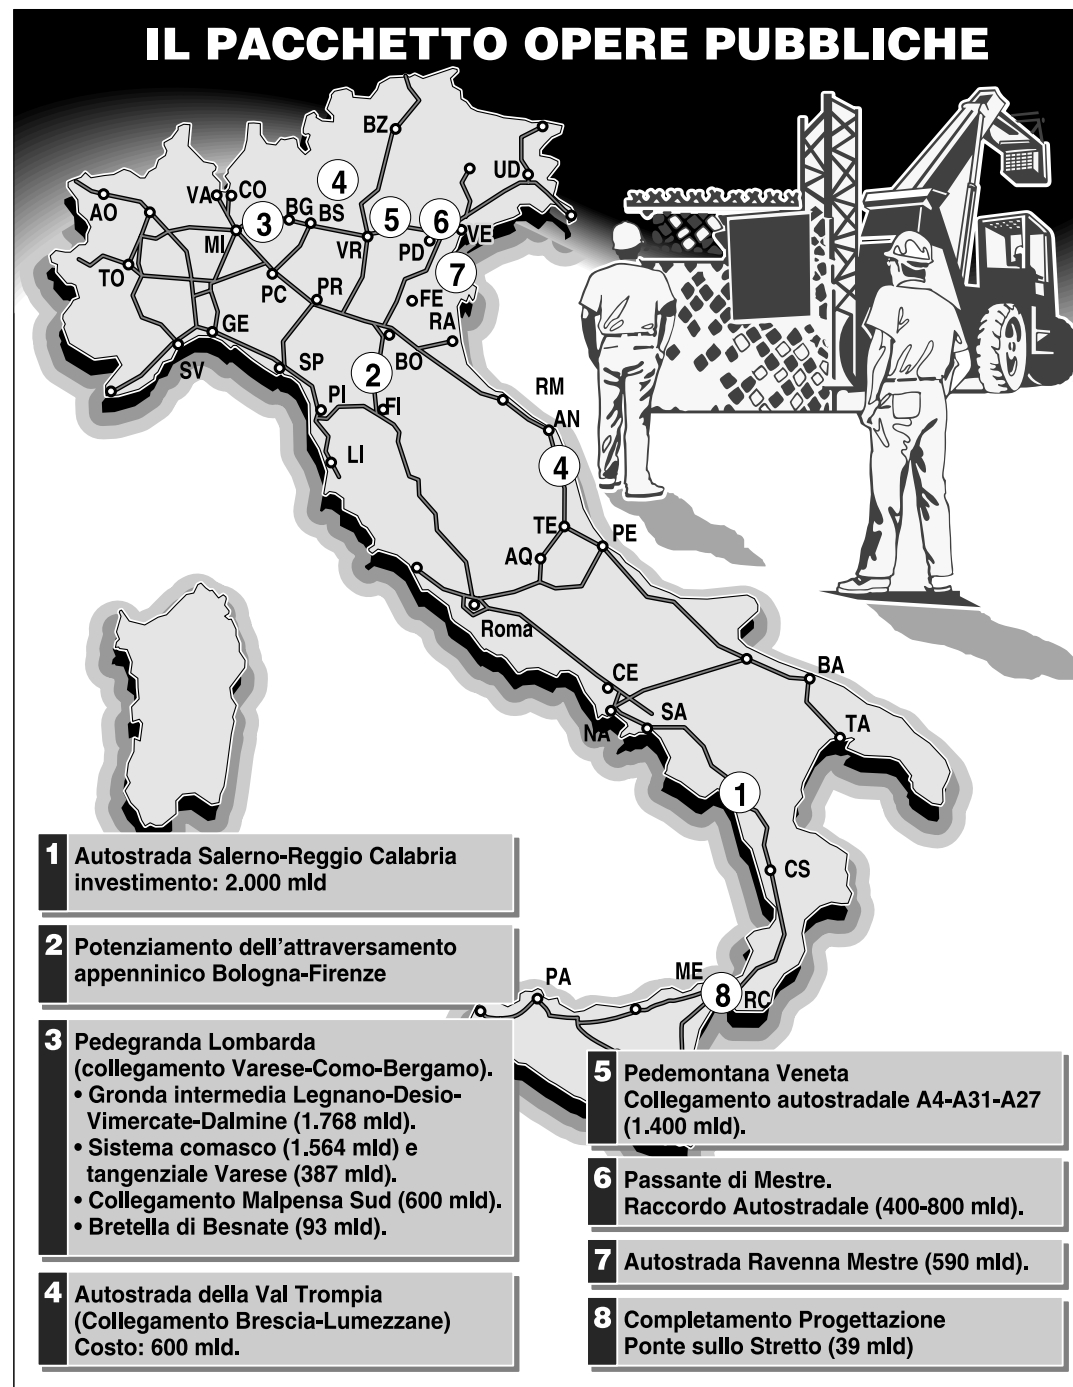 IL PACCHETTO OPERE PUBBLICHE
BZ
UD
4
VA
CO
AO
BG
BS
3
5
6
MI
VR
PD
VE
TO
7
PC
PR
FE
GE
RA
BO
SV
SP
2
PI
FI
RM
AN
LI
4
TE
PE
AQ
Roma
CE
BA
SA
NA
TA
1
CS
PA
ME
8
RC
1 Autostrada Salerno-Reggio Calabria
investimento: 2.000 mld
2 Potenziamento dell'attraversamento
appenninico Bologna-Firenze
3 Pedegranda Lombarda
(collegamento Varese-Como-Bergamo).
• Gronda intermedia Legnano-Desio-
Vimercate-Dalmine (1.768 mld).
• Sistema comasco (1.564 mld) e
tangenziale Varese (387 mld).
• Collegamento Malpensa Sud (600 mld).
• Bretella di Besnate (93 mld).
4 Autostrada della Val Trompia
(Collegamento Brescia-Lumezzane)
Costo: 600 mld.
5 Pedemontana Veneta
Collegamento autostradale A4-A31-A27
(1.400 mld).
6 Passante di Mestre.
Raccordo Autostradale (400-800 mld).
7 Autostrada Ravenna Mestre (590 mld).
8 Completamento Progettazione
Ponte sullo Stretto (39 mld)